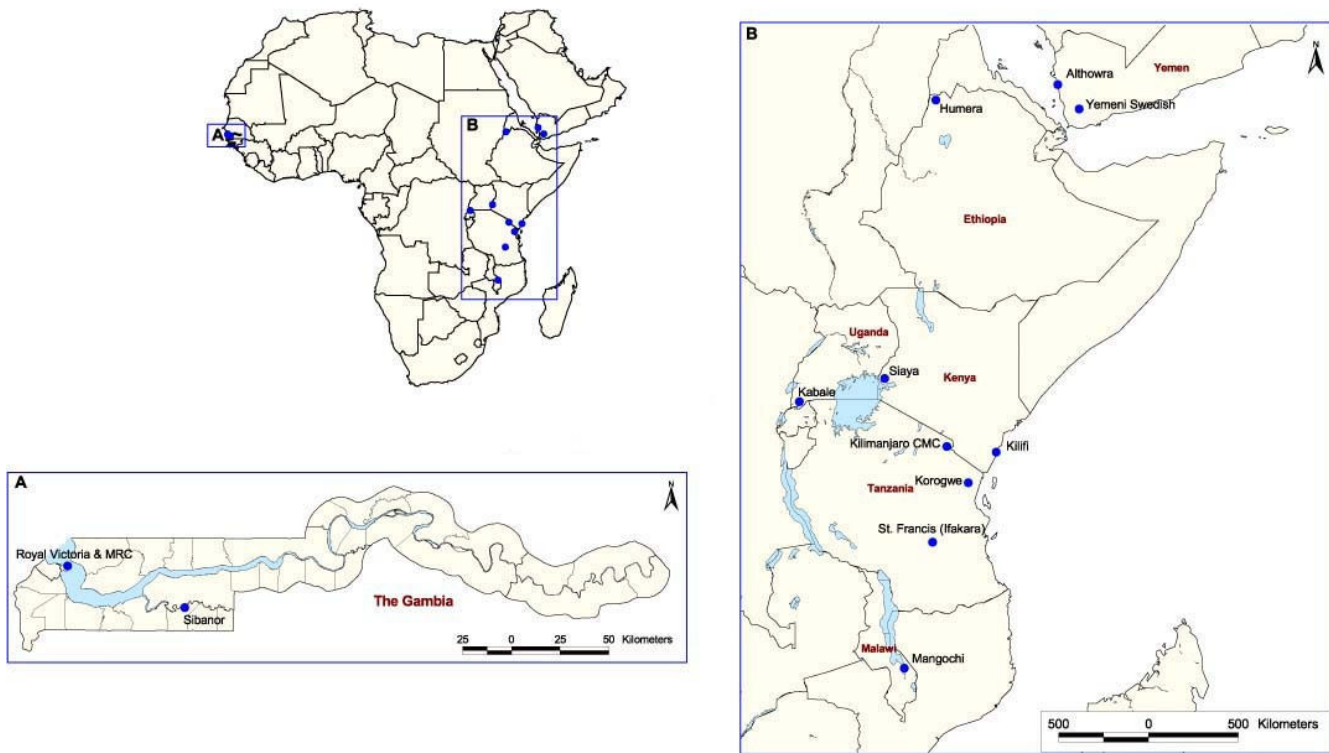 A
B
A
N
Royal Victoria & MRC
Sibanor
The Gambia
25 0 25 50 Kilometers
B
N
Yemen
Althowra
Yemeni Swedish
Humera
Ethiopia
Uganda
Siaya
Kenya
Kabale
Kilimanjaro CMC
Kilifi
Korogwe
Tanzania
St. Francis (Ifakara)
Malawi
Mangochi
500 0 500 Kilometers